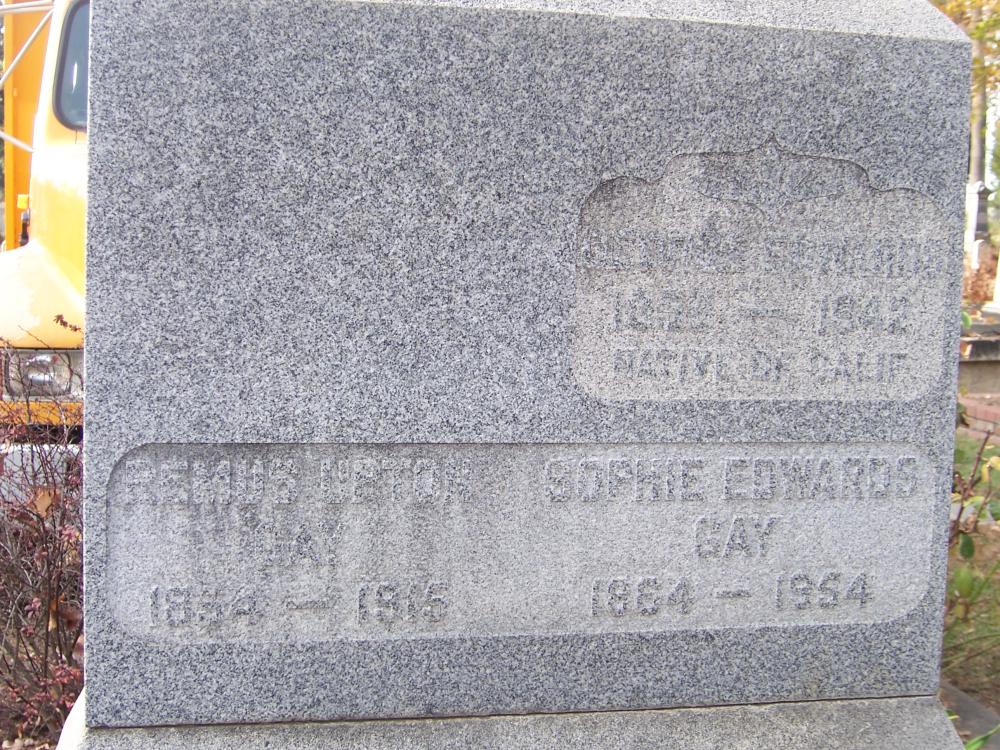 1942
NATIVE OF CALIF
REMUS UPTON
GAY
1854 — 1915
SOPHIE EDWARDS
GAY
1864 — 1954